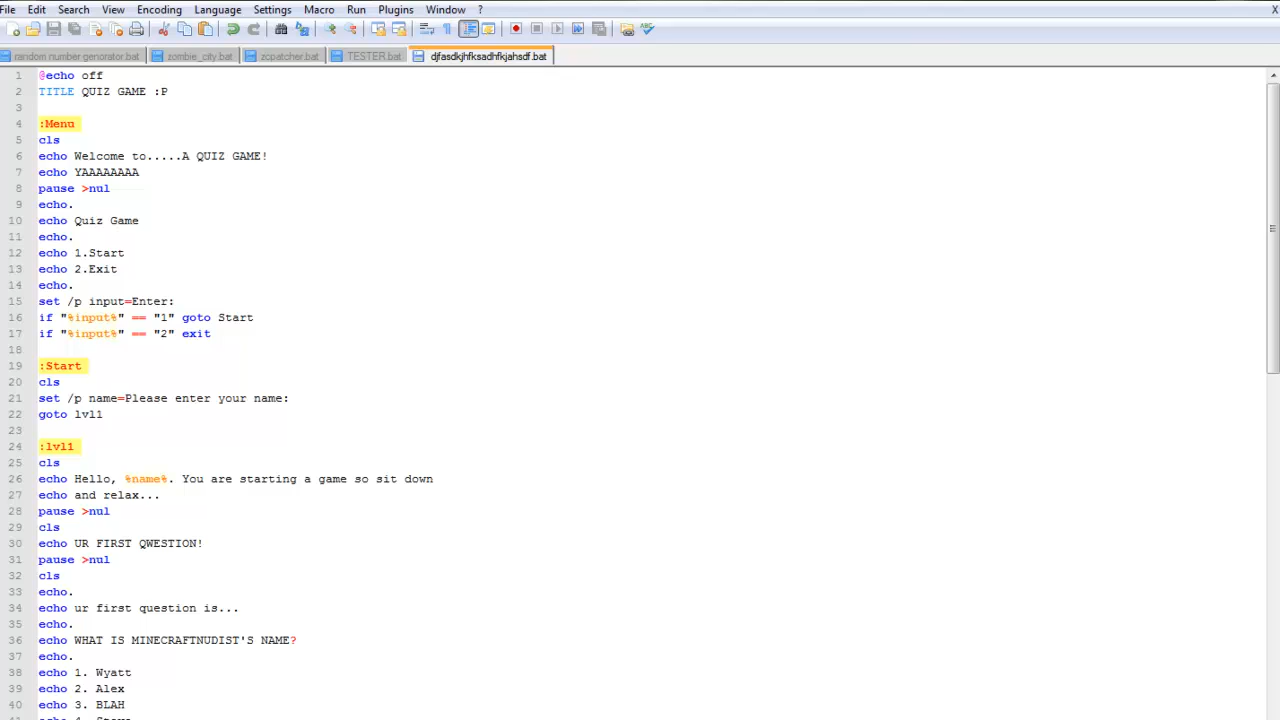 File Edit Search View Encoding Language Settings Macro Run Plugins Window ? X
random number genorator.bat zombie_city.bat zcpatcher.bat TESTER.bat djfasdkjhfksadhfkjahsdf.bat
1 @echo off
2 TITLE QUIZ GAME :P
3
4 :Menu
5 cls
6 echo Welcome to.....A QUIZ GAME!
7 echo YAAAAAAAA
8 pause >nul
9 echo.
10 echo Quiz Game
11 echo.
12 echo 1.Start
13 echo 2.Exit
14 echo.
15 set /p input=Enter:
16 if "%input%" == "1" goto Start
17 if "%input%" == "2" exit
18
19 :Start
20 cls
21 set /p name=Please enter your name:
22 goto lvl1
23
24 :lvl1
25 cls
26 echo Hello, %name%. You are starting a game so sit down
27 echo and relax...
28 pause >nul
29 cls
30 echo UR FIRST QWESTION!
31 pause >nul
32 cls
33 echo.
34 echo ur first question is...
35 echo.
36 echo WHAT IS MINECRAFTNUDIST'S NAME?
37 echo.
38 echo 1. Wyatt
39 echo 2. Alex
40 echo 3. BLAH